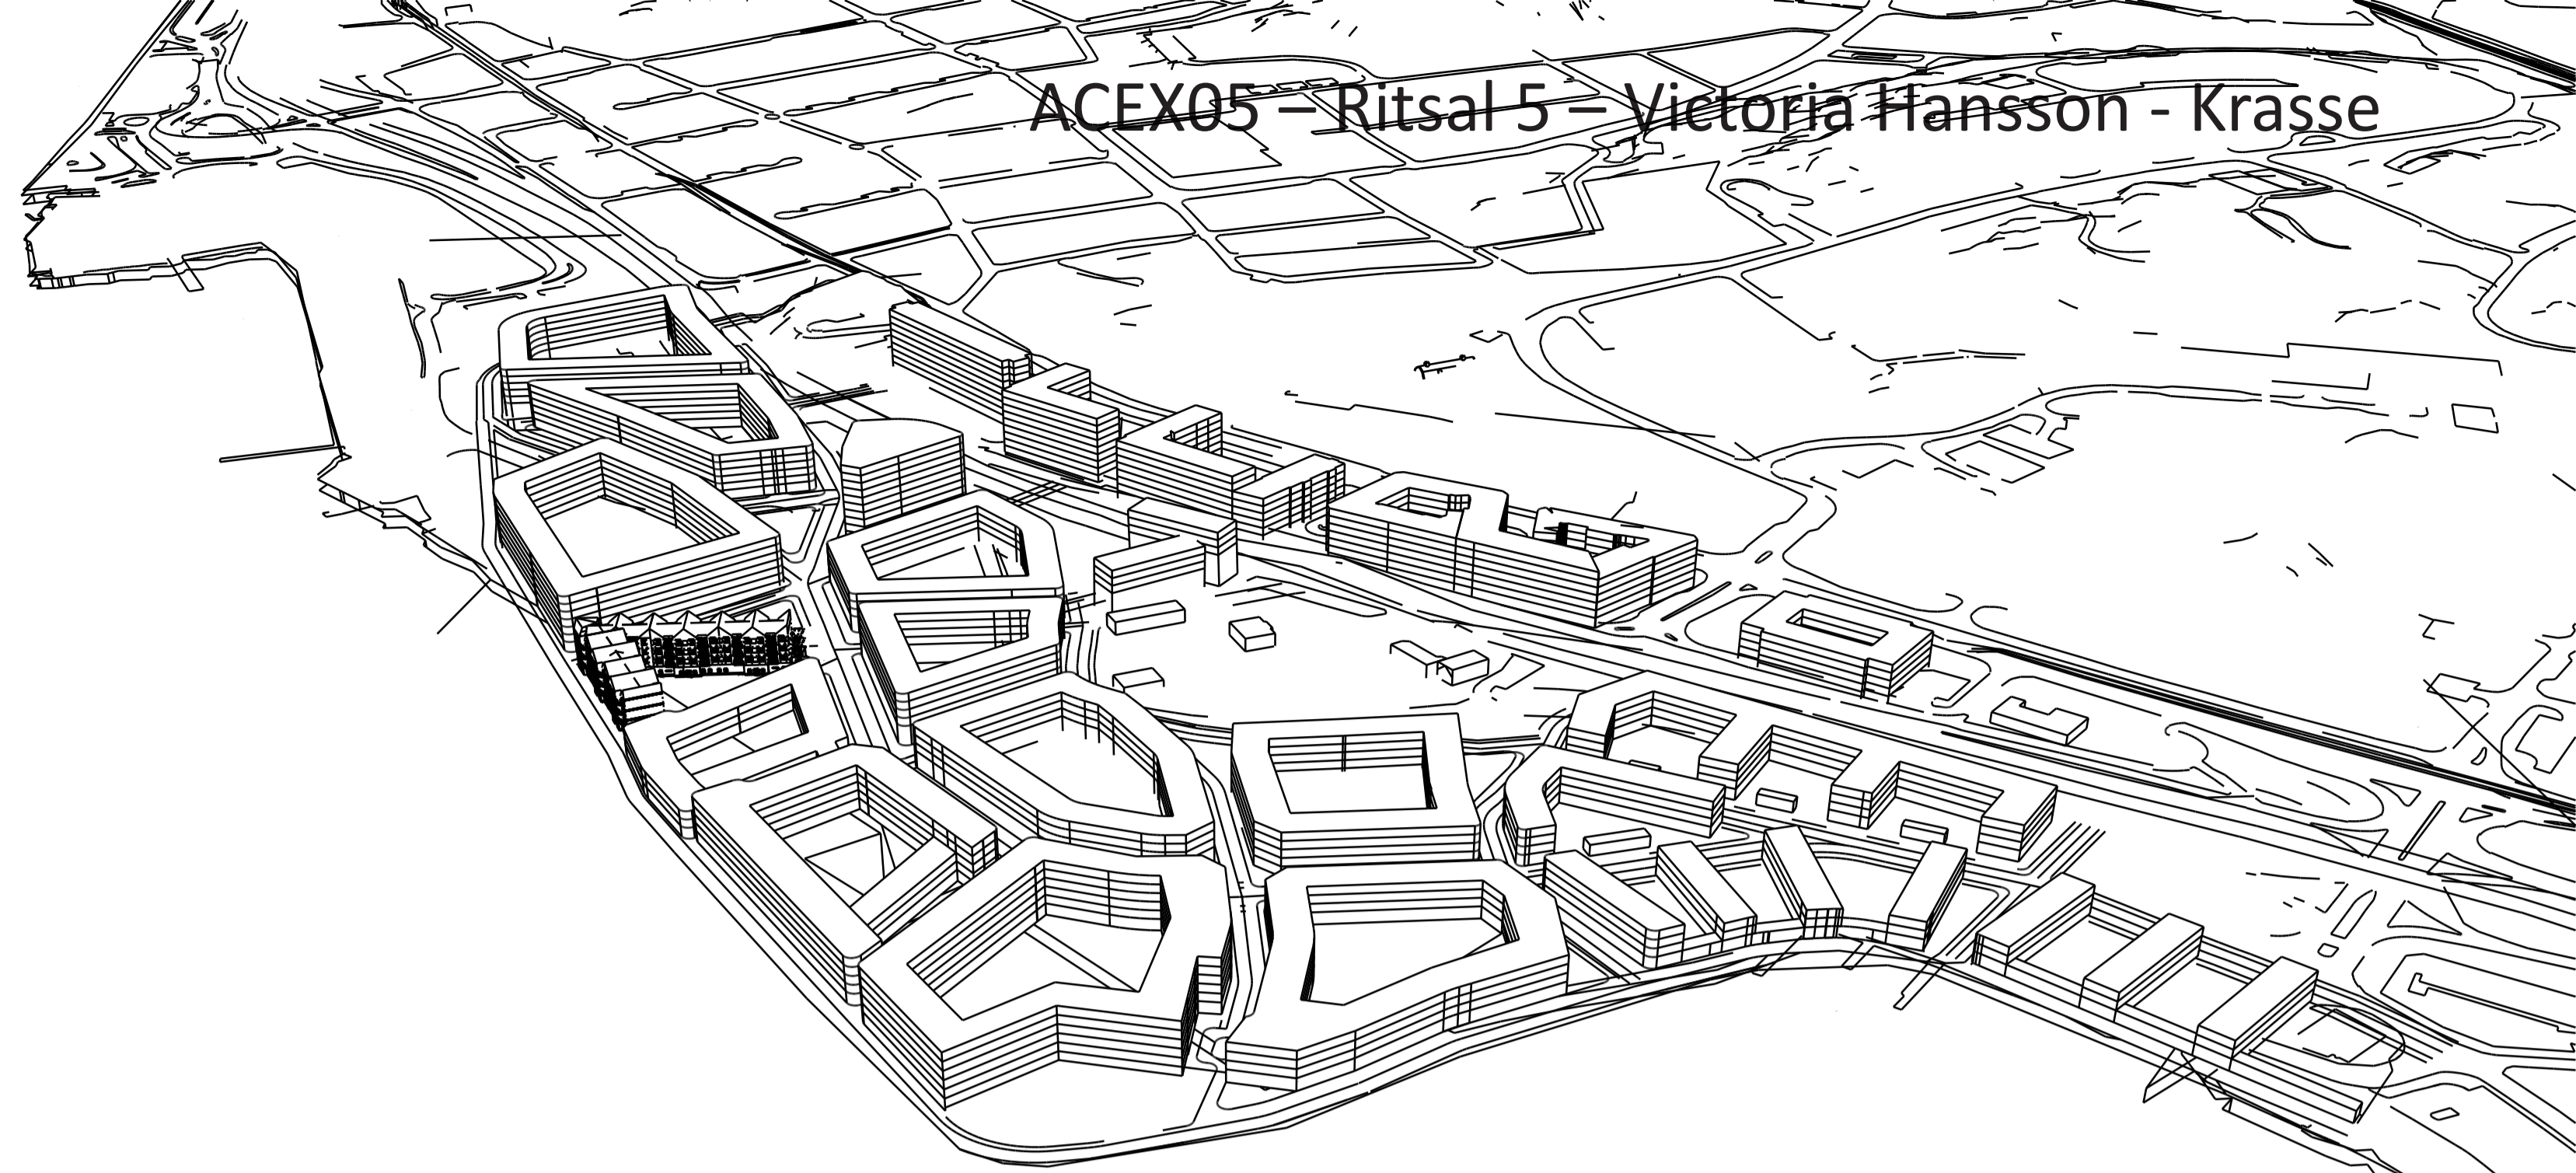 ACEX05 – Ritsal 5 – Victoria Hansson - Krasse